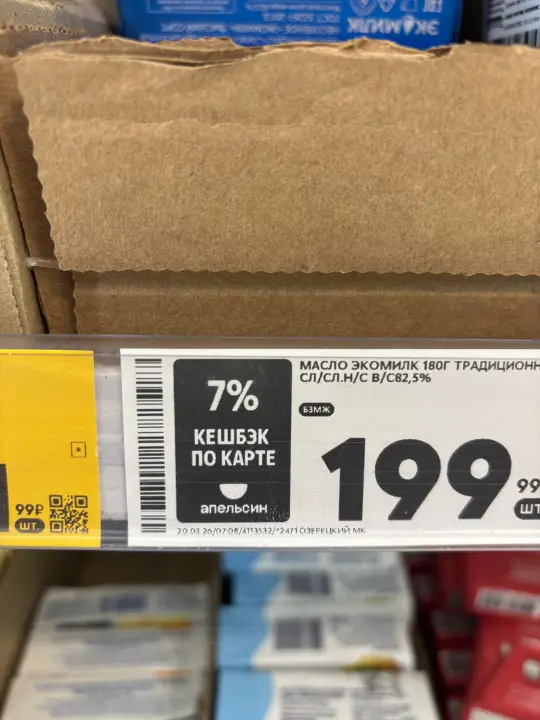 ЭКОМИЛК
МАСЛО ЭКОМИЛК 180Г ТРАДИЦИОНН
СЛ/СЛ.Н/С В/С82,5%
БЗМЖ
7%
КЕШБЭК
ПО КАРТЕ
апельсин
199
99
ШТ
20.03.26/07:08/4113532/*2471 ОЗЕРЕЦКИЙ МК
99₽
ШТ.